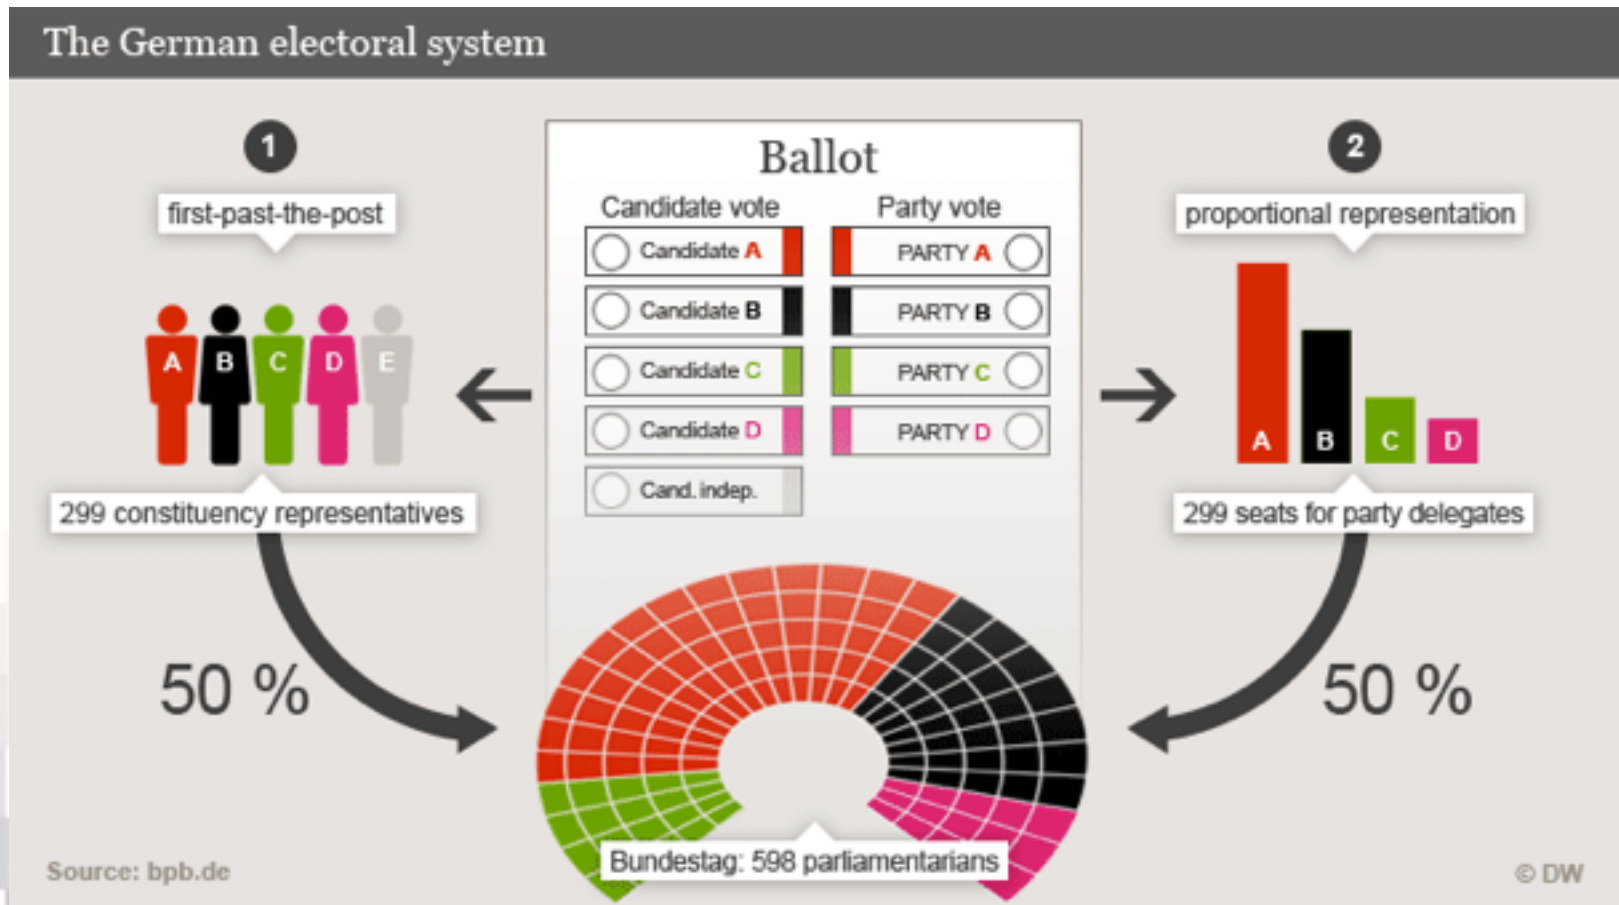 The German electoral system
1
first-past-the-post
A B C D E
299 constituency representatives
50 %
Ballot
Candidate vote
Candidate A
Candidate B
Candidate C
Candidate D
Cand. indep.
Party vote
PARTY A
PARTY B
PARTY C
PARTY D
2
proportional representation
A B C D
299 seats for party delegates
50 %
Bundestag: 598 parliamentarians
Source: bpb.de
© DW